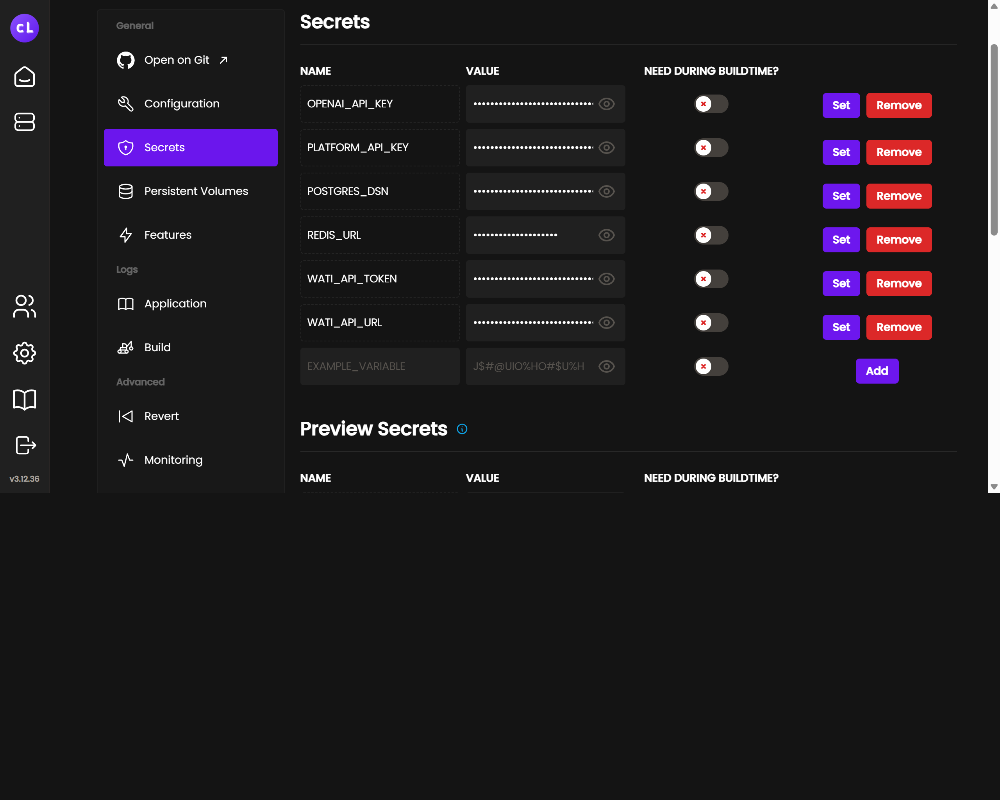 cL
v3.12.36
General
Open on Git
Configuration
Secrets
Persistent Volumes
Features
Logs
Application
Build
Advanced
Revert
Monitoring
Secrets
NAME VALUE NEED DURING BUILDTIME?
OPENAI_API_KEY Set Remove
PLATFORM_API_KEY Set Remove
POSTGRES_DSN Set Remove
REDIS_URL Set Remove
WATI_API_TOKEN Set Remove
WATI_API_URL Set Remove
EXAMPLE_VARIABLE J$#@UIO%HO#$U%H Add
Preview Secrets
NAME VALUE NEED DURING BUILDTIME?